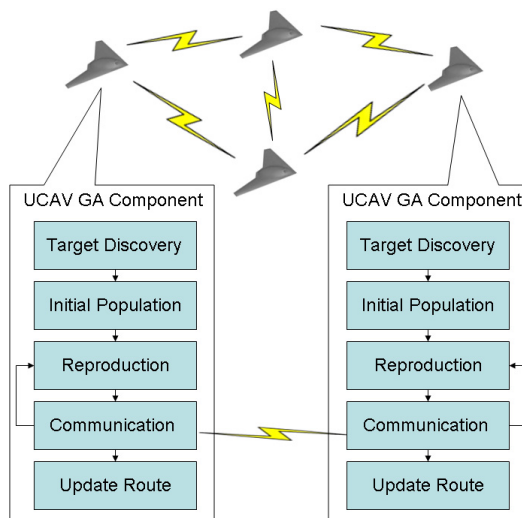 UCAV GA Component
Target Discovery
Initial Population
Reproduction
Communication
Update Route
UCAV GA Component
Target Discovery
Initial Population
Reproduction
Communication
Update Route